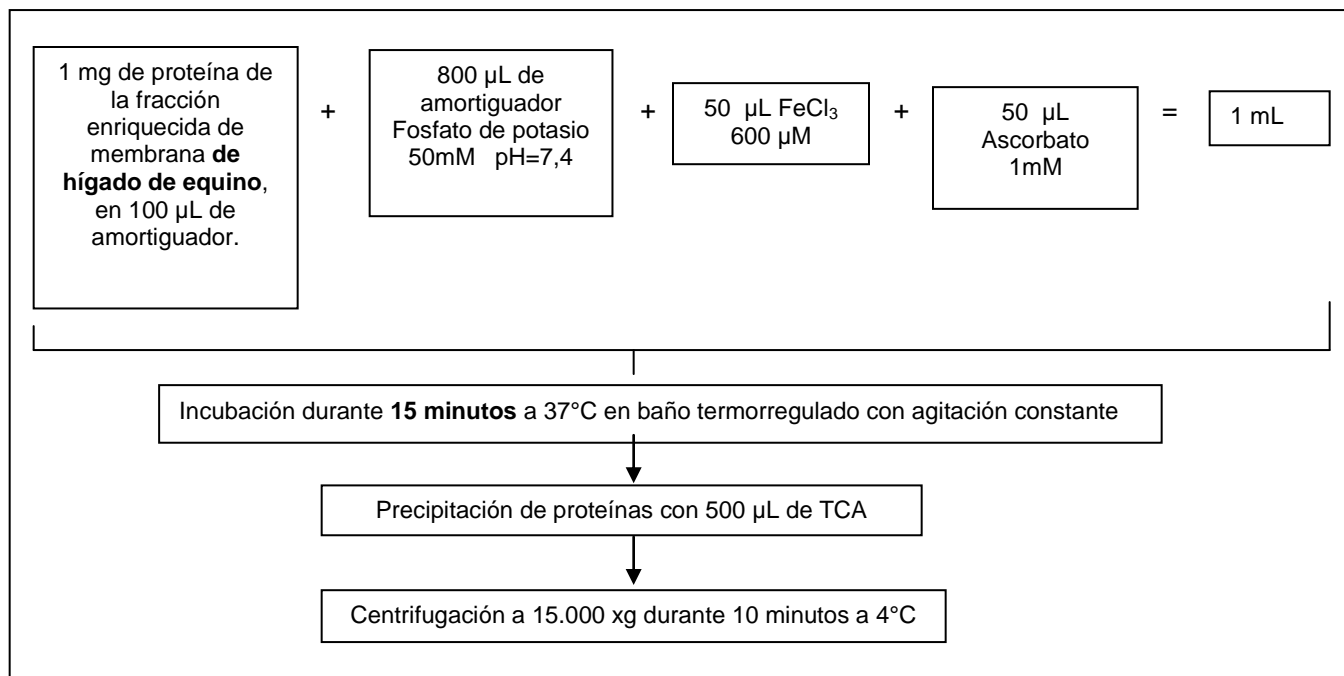 1 mg de proteína de
la fracción
enriquecida de
membrana de
hígado de equino,
en 100 µL de
amortiguador.
+
800 µL de
amortiguador
Fosfato de potasio
50mM pH=7,4
+
50 µL FeCl₃
600 µM
+
50 µL
Ascorbato
1mM
=
1 mL
Incubación durante 15 minutos a 37°C en baño termorregulado con agitación constante
Precipitación de proteínas con 500 µL de TCA
Centrifugación a 15.000 xg durante 10 minutos a 4°C